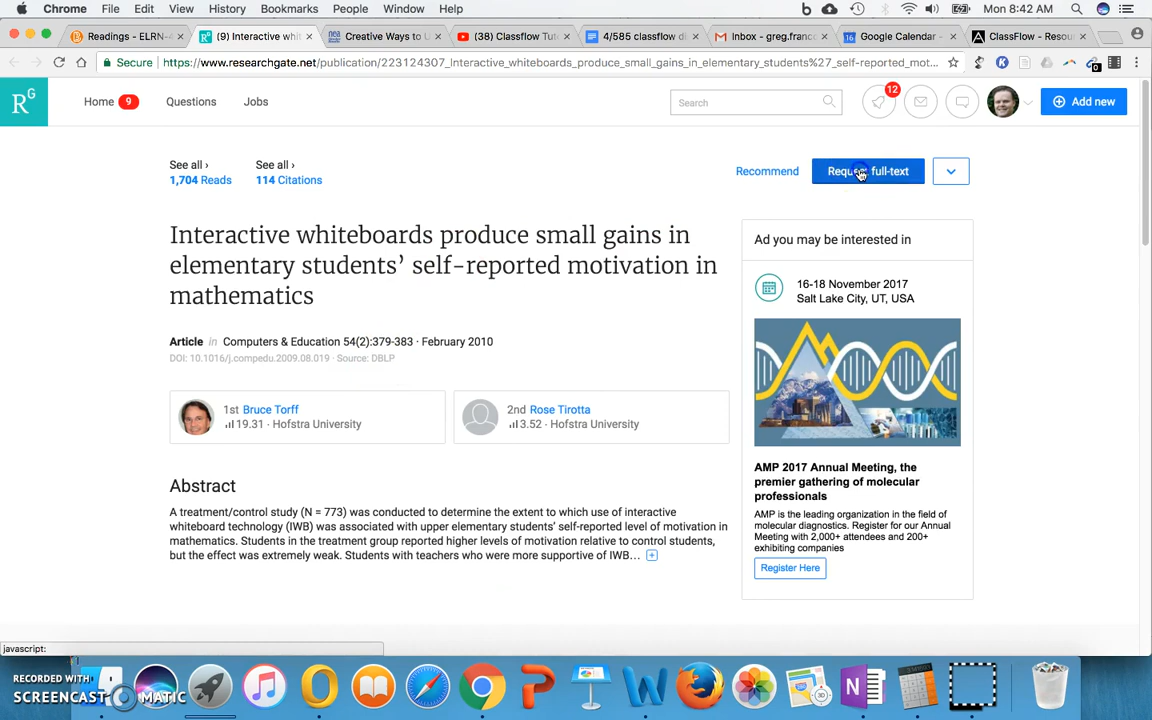 Chrome File Edit View History Bookmarks People Window Help
Mon 8:42 AM
Readings - ELRN-4
(9) Interactive whit
Creative Ways to U
(38) Classflow Tuto
4/585 classflow di
Inbox - greg.franco
Google Calendar -
ClassFlow - Resou
Secure https://www.researchgate.net/publication/223124307_Interactive_whiteboards_produce_small_gains_in_elementary_students%27_self-reported_mot...
RG
Home 9 Questions Jobs
Search
12
Add new
See all › See all ›
1,704 Reads 114 Citations
Recommend Request full-text
Interactive whiteboards produce small gains in
elementary students' self-reported motivation in
mathematics
Article in Computers & Education 54(2):379-383 · February 2010
DOI: 10.1016/j.compedu.2009.08.019 · Source: DBLP
1st Bruce Torff
19.31 · Hofstra University
2nd Rose Tirotta
3.52 · Hofstra University
Abstract
A treatment/control study (N = 773) was conducted to determine the extent to which use of interactive
whiteboard technology (IWB) was associated with upper elementary students' self-reported level of motivation in
mathematics. Students in the treatment group reported higher levels of motivation relative to control students,
but the effect was extremely weak. Students with teachers who were more supportive of IWB...
Ad you may be interested in
16-18 November 2017
Salt Lake City, UT, USA
AMP 2017 Annual Meeting, the
premier gathering of molecular
professionals
AMP is the leading organization in the field of
molecular diagnostics. Register for our Annual
Meeting with 2,000+ attendees and 200+
exhibiting companies
Register Here
javascript:
RECORDED WITH
SCREENCAST MATIC